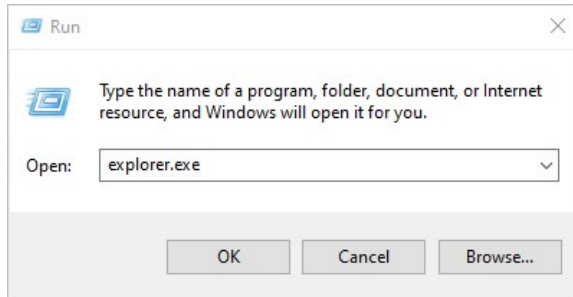 Run
Type the name of a program, folder, document, or Internet
resource, and Windows will open it for you.
Open: explorer.exe
OK Cancel Browse...